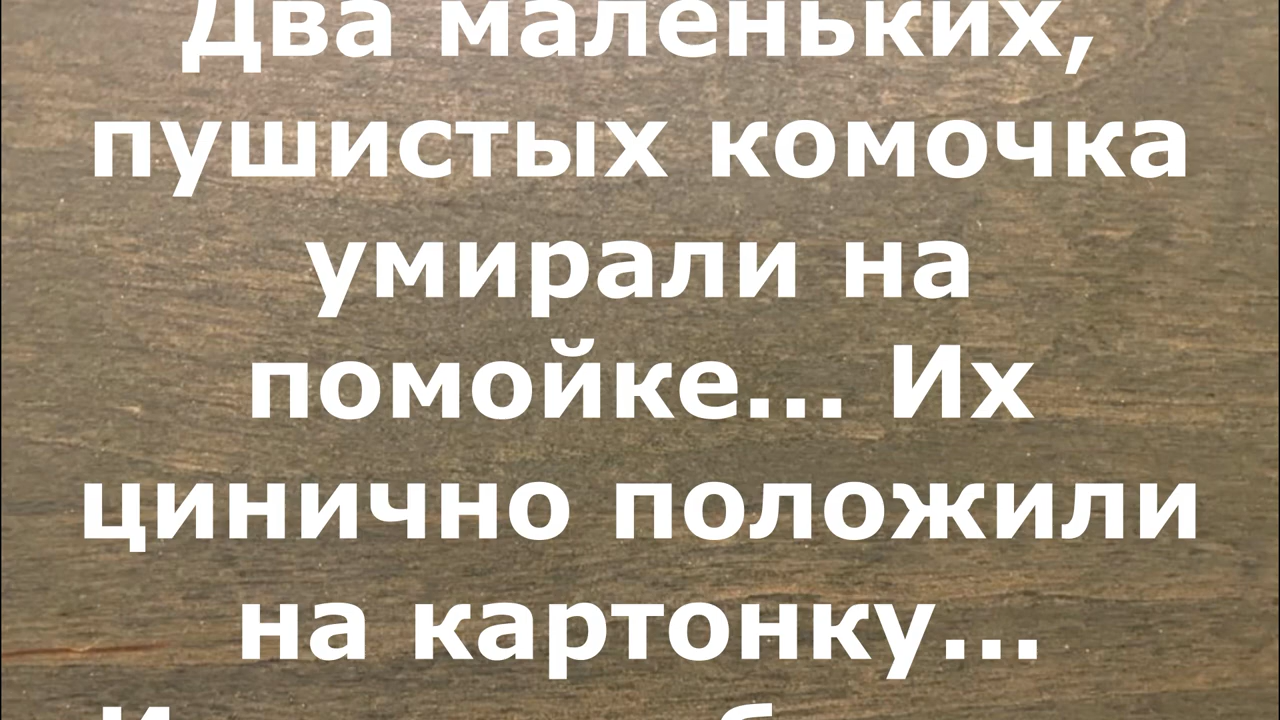 Два маленьких,
пушистых комочка
умирали на
помойке... Их
цинично положили
на картонку...